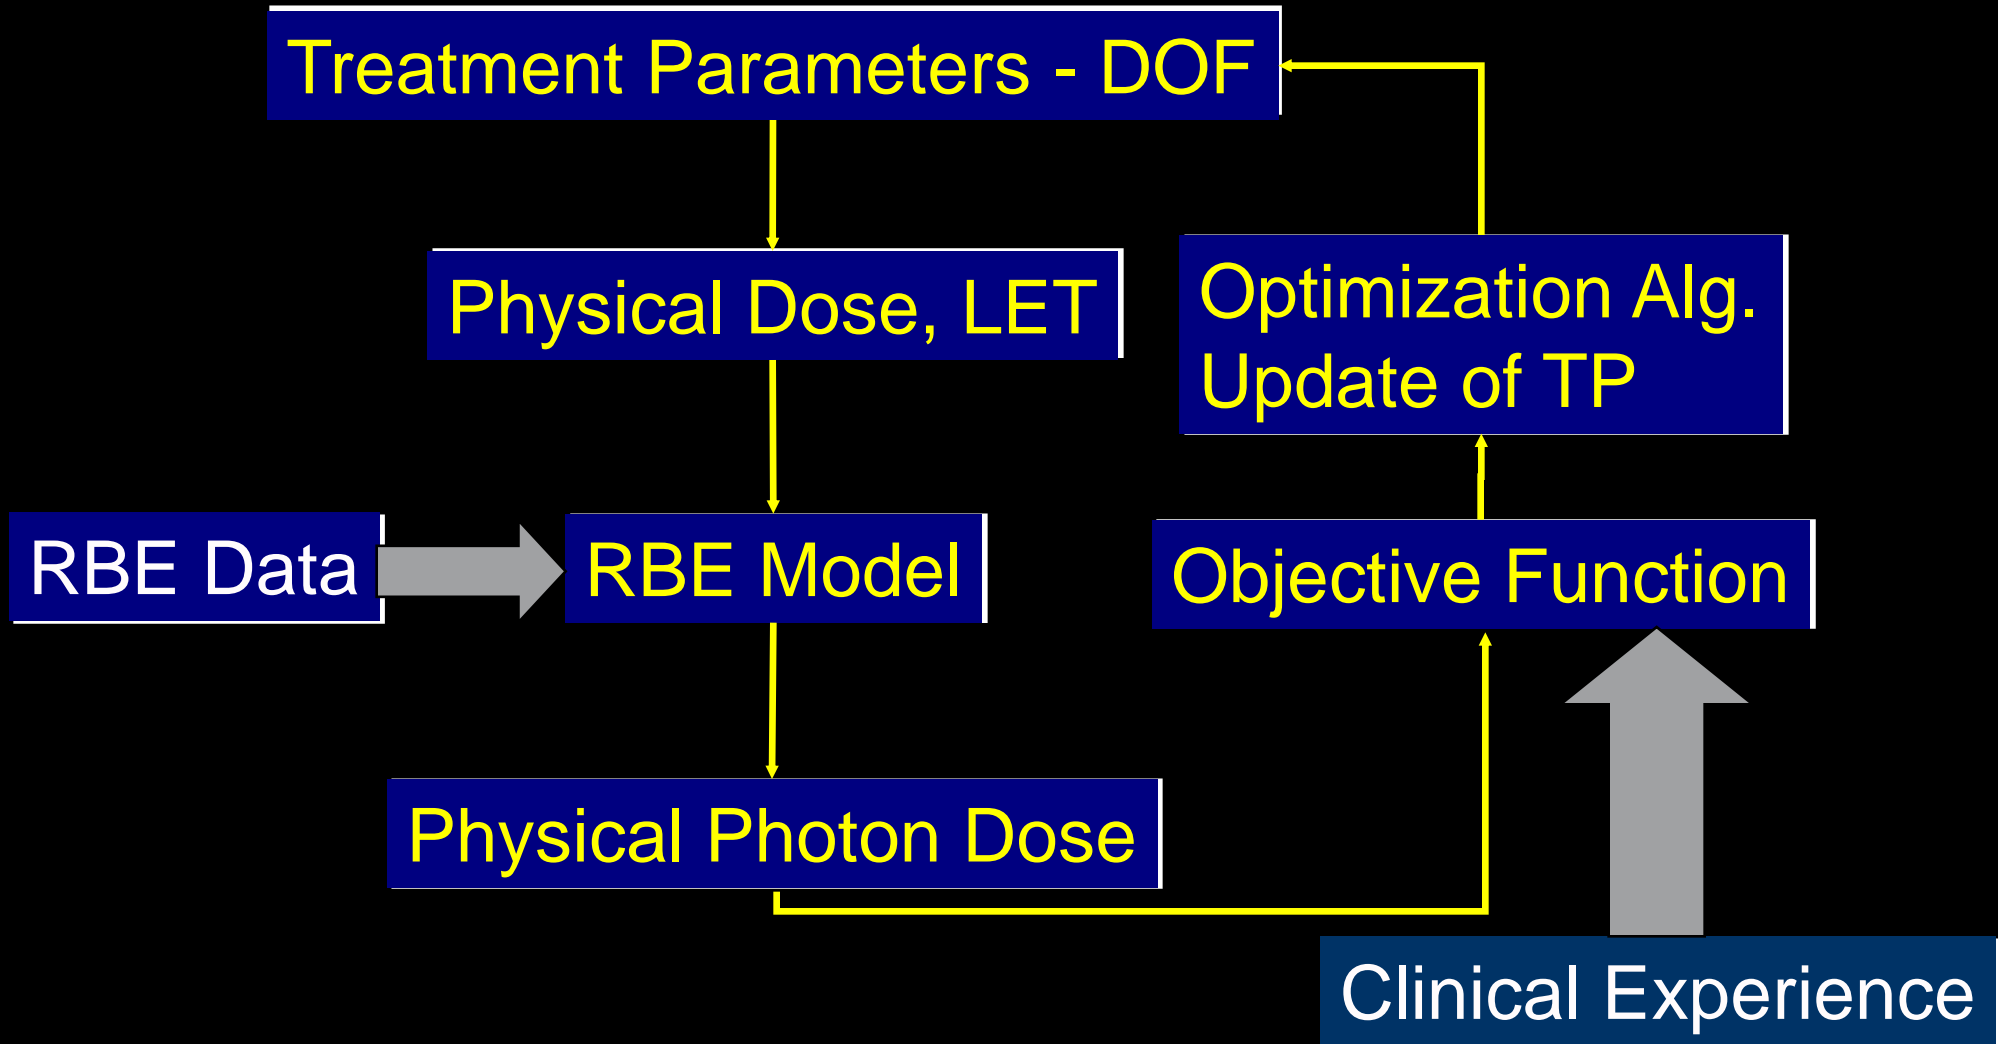 Treatment Parameters - DOF
Physical Dose, LET
Optimization Alg.
Update of TP
RBE Data
RBE Model
Objective Function
Physical Photon Dose
Clinical Experience